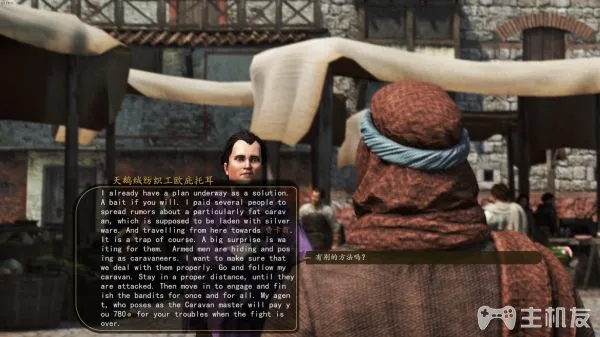 天鹅绒纺织工欧庇托耳
I already have a plan underway as a solution.
A bait if you will. I paid several people to
spread rumors about a particularly fat carav
an, which is supposed to be laden with silver
ware. And travelling from here towards 费卡霸.
It is a trap of course. A big surprise is wa
iting for them. Armed men are hiding and pos
ing as caravaneers. I want to make sure that
we deal with them properly. Go and follow my
caravan. Stay in a proper distance, until they
are attacked. Then move in to engage and fin
ish the bandits for once and for all. My agen
t, who poses as the Caravan master will pay y
ou 780 for your troubles when the fight is
over.
有别的方法吗?
主机友